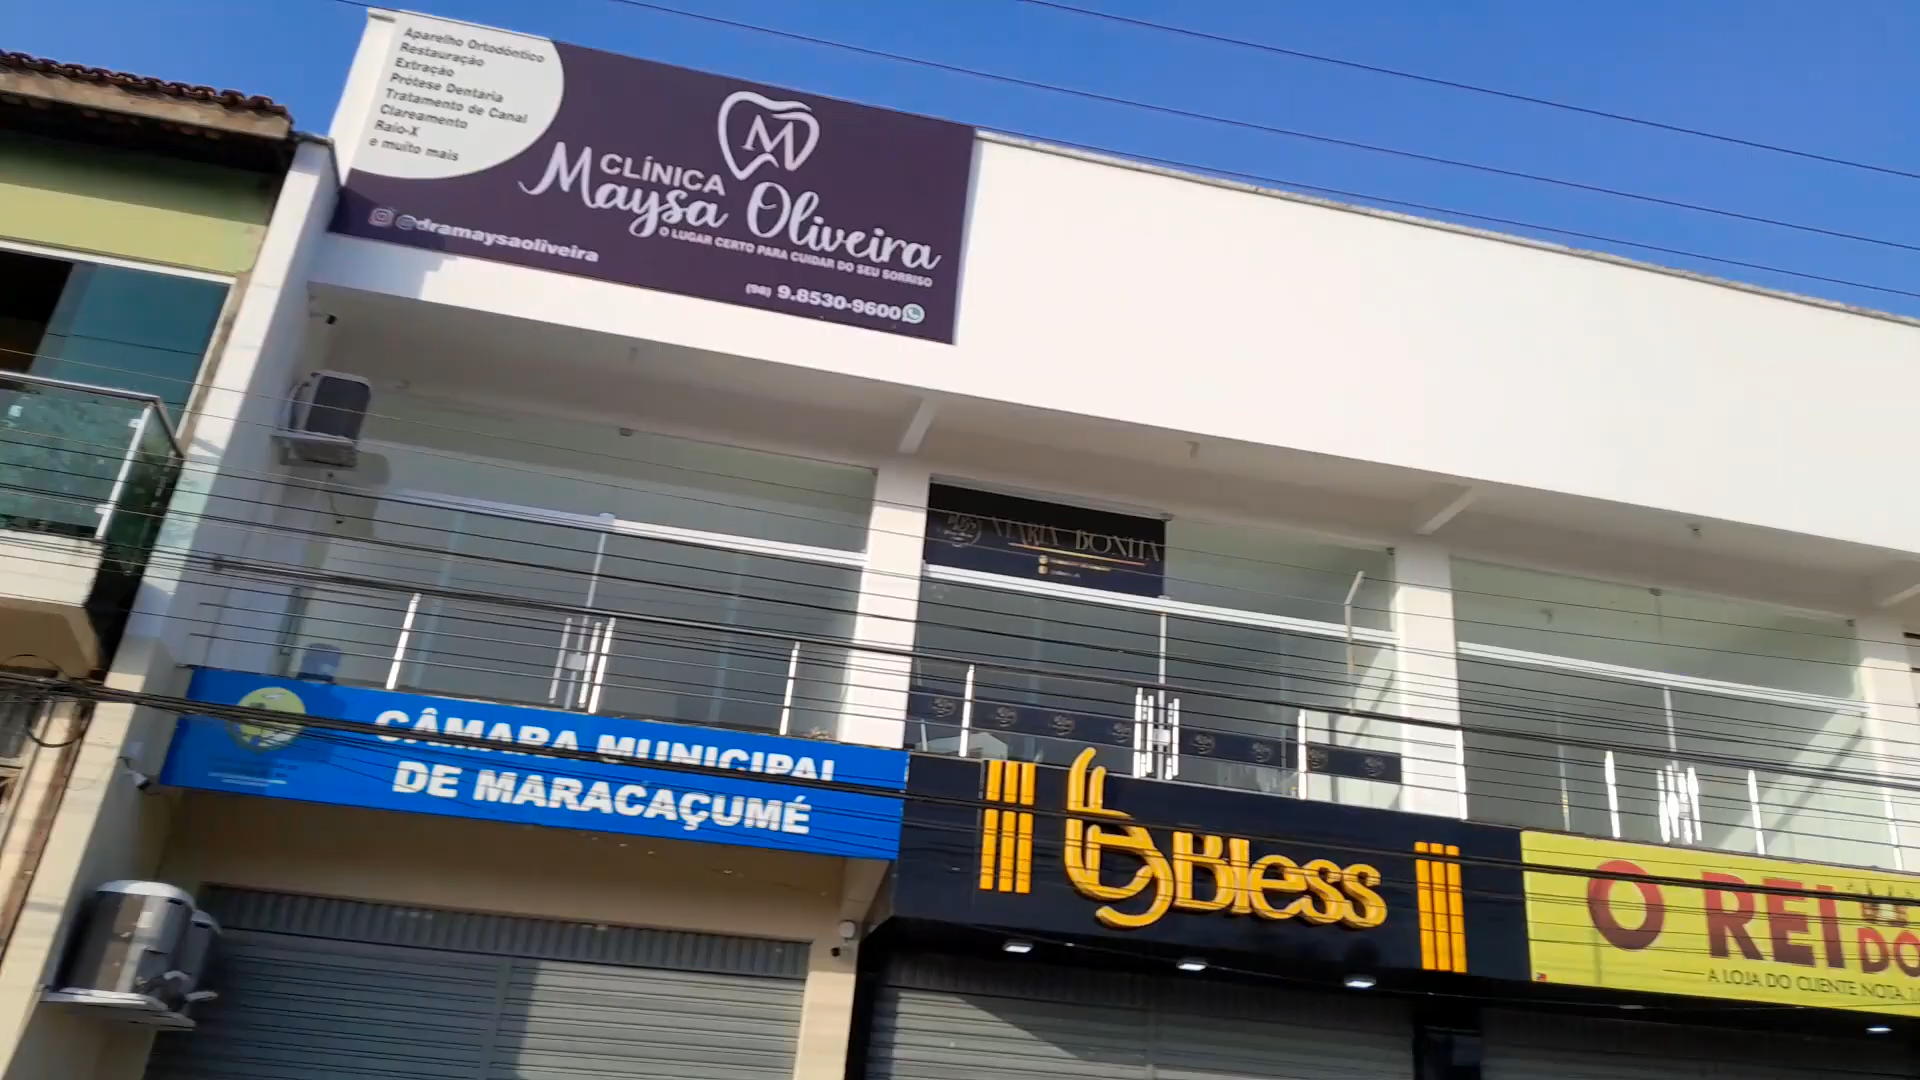 Aparelho Ortodôntico
Restauração
Extração
Prótese Dentária
Tratamento de Canal
Clareamento
Raio-X
e muito mais
M
CLÍNICA
Maysa Oliveira
O LUGAR CERTO PARA CUIDAR DO SEU SORRISO
@dramaysaoliveira
(98) 9.8530-9600
MARIA BONITA
CÂMARA MUNICIPAL
DE MARACAÇUMÉ
Bless
O REI
DO
A LOJA DO CLIENTE NOTA 10